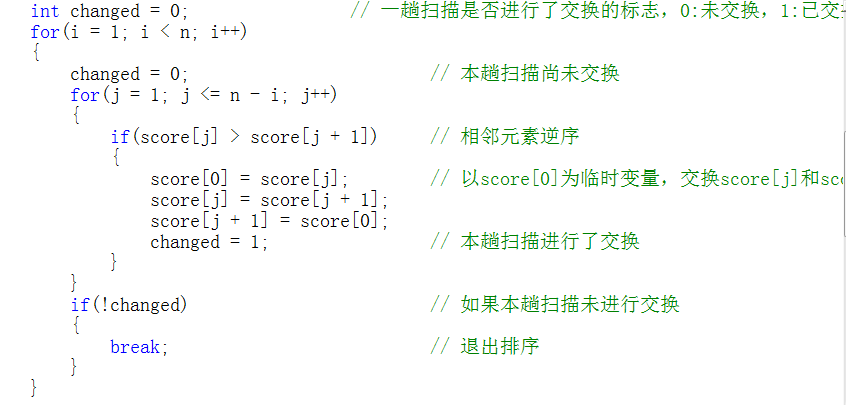 int changed = 0; // 一趟扫描是否进行了交换的标志，0:未交换，1:已交
for(i = 1; i < n; i++)
{
changed = 0; // 本趟扫描尚未交换
for(j = 1; j <= n - i; j++)
{
if(score[j] > score[j + 1]) // 相邻元素逆序
{
score[0] = score[j]; // 以score[0]为临时变量，交换score[j]和sco
score[j] = score[j + 1];
score[j + 1] = score[0];
changed = 1; // 本趟扫描进行了交换
}
}
if(!changed) // 如果本趟扫描未进行交换
{
break; // 退出排序
}
}